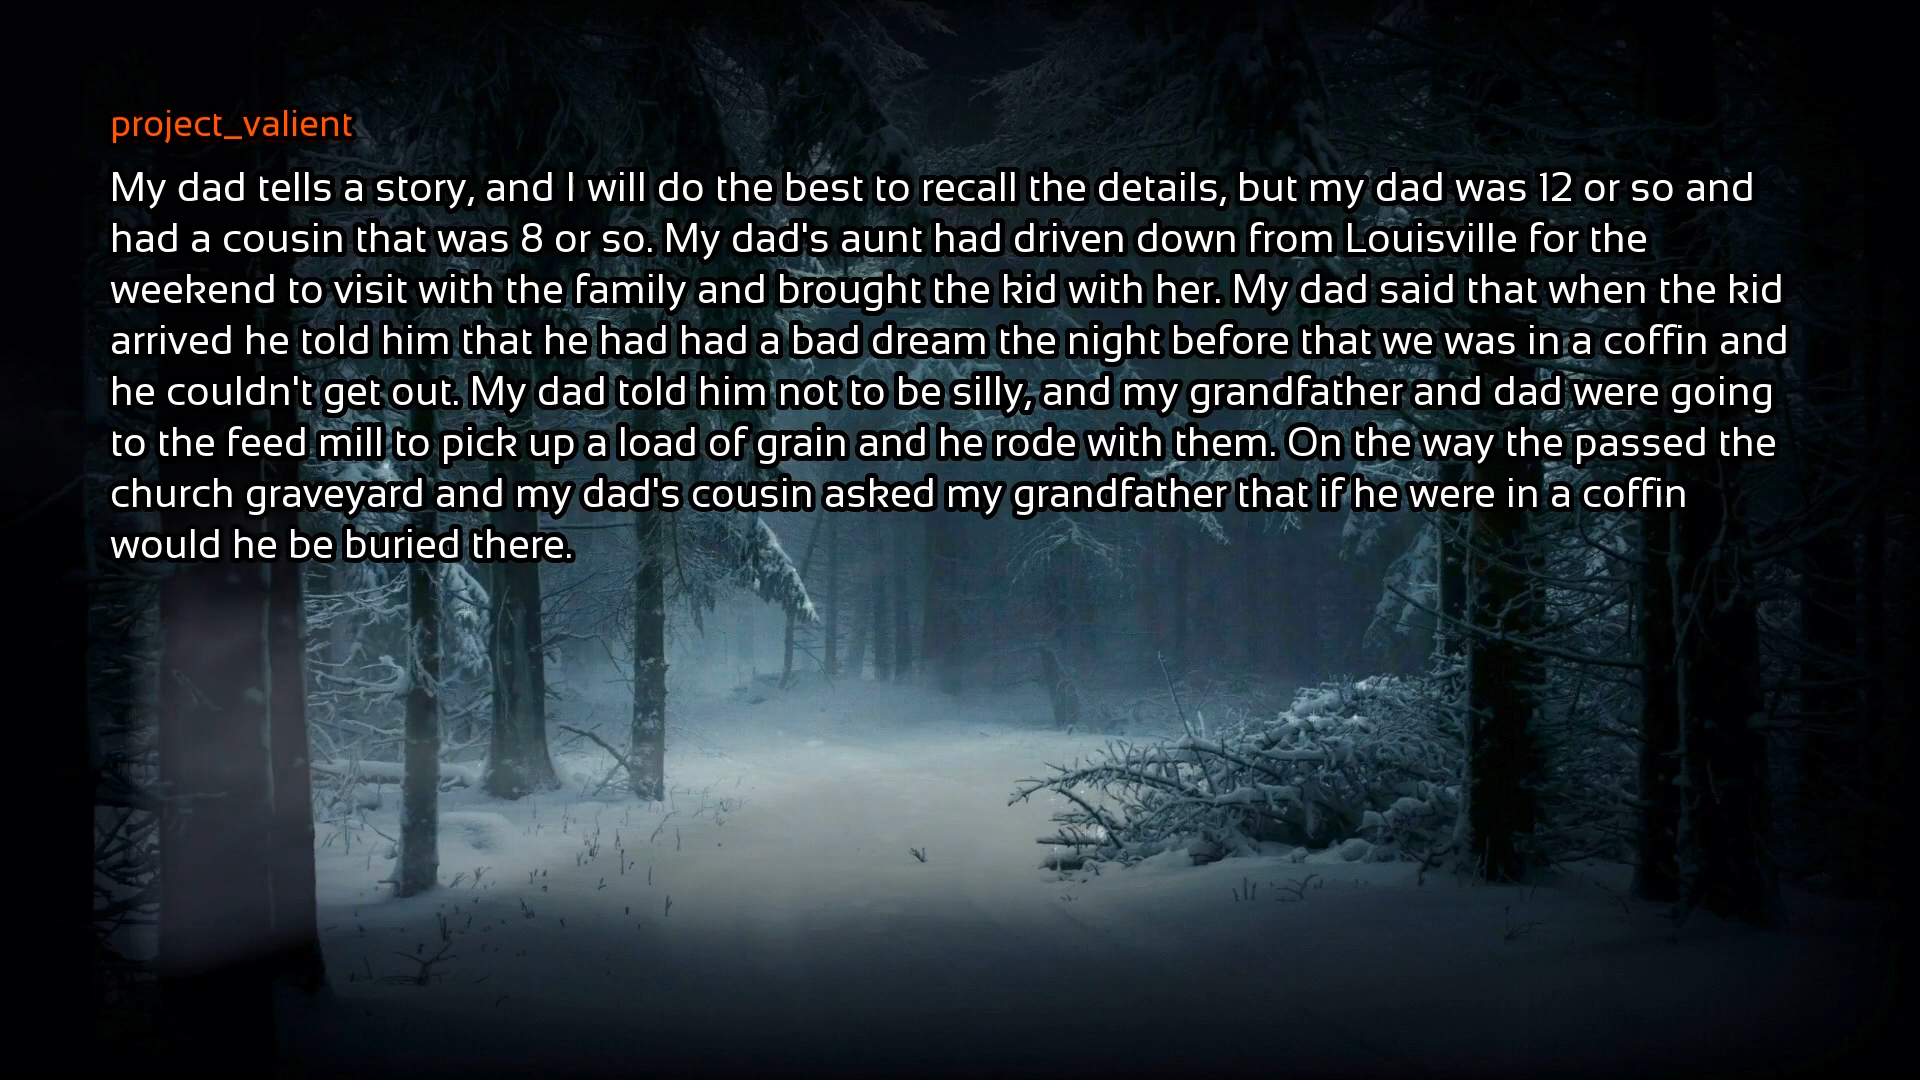 project_valient
My dad tells a story, and I will do the best to recall the details, but my dad was 12 or so and
had a cousin that was 8 or so. My dad's aunt had driven down from Louisville for the
weekend to visit with the family and brought the kid with her. My dad said that when the kid
arrived he told him that he had had a bad dream the night before that we was in a coffin and
he couldn't get out. My dad told him not to be silly, and my grandfather and dad were going
to the feed mill to pick up a load of grain and he rode with them. On the way the passed the
church graveyard and my dad's cousin asked my grandfather that if he were in a coffin
would he be buried there.